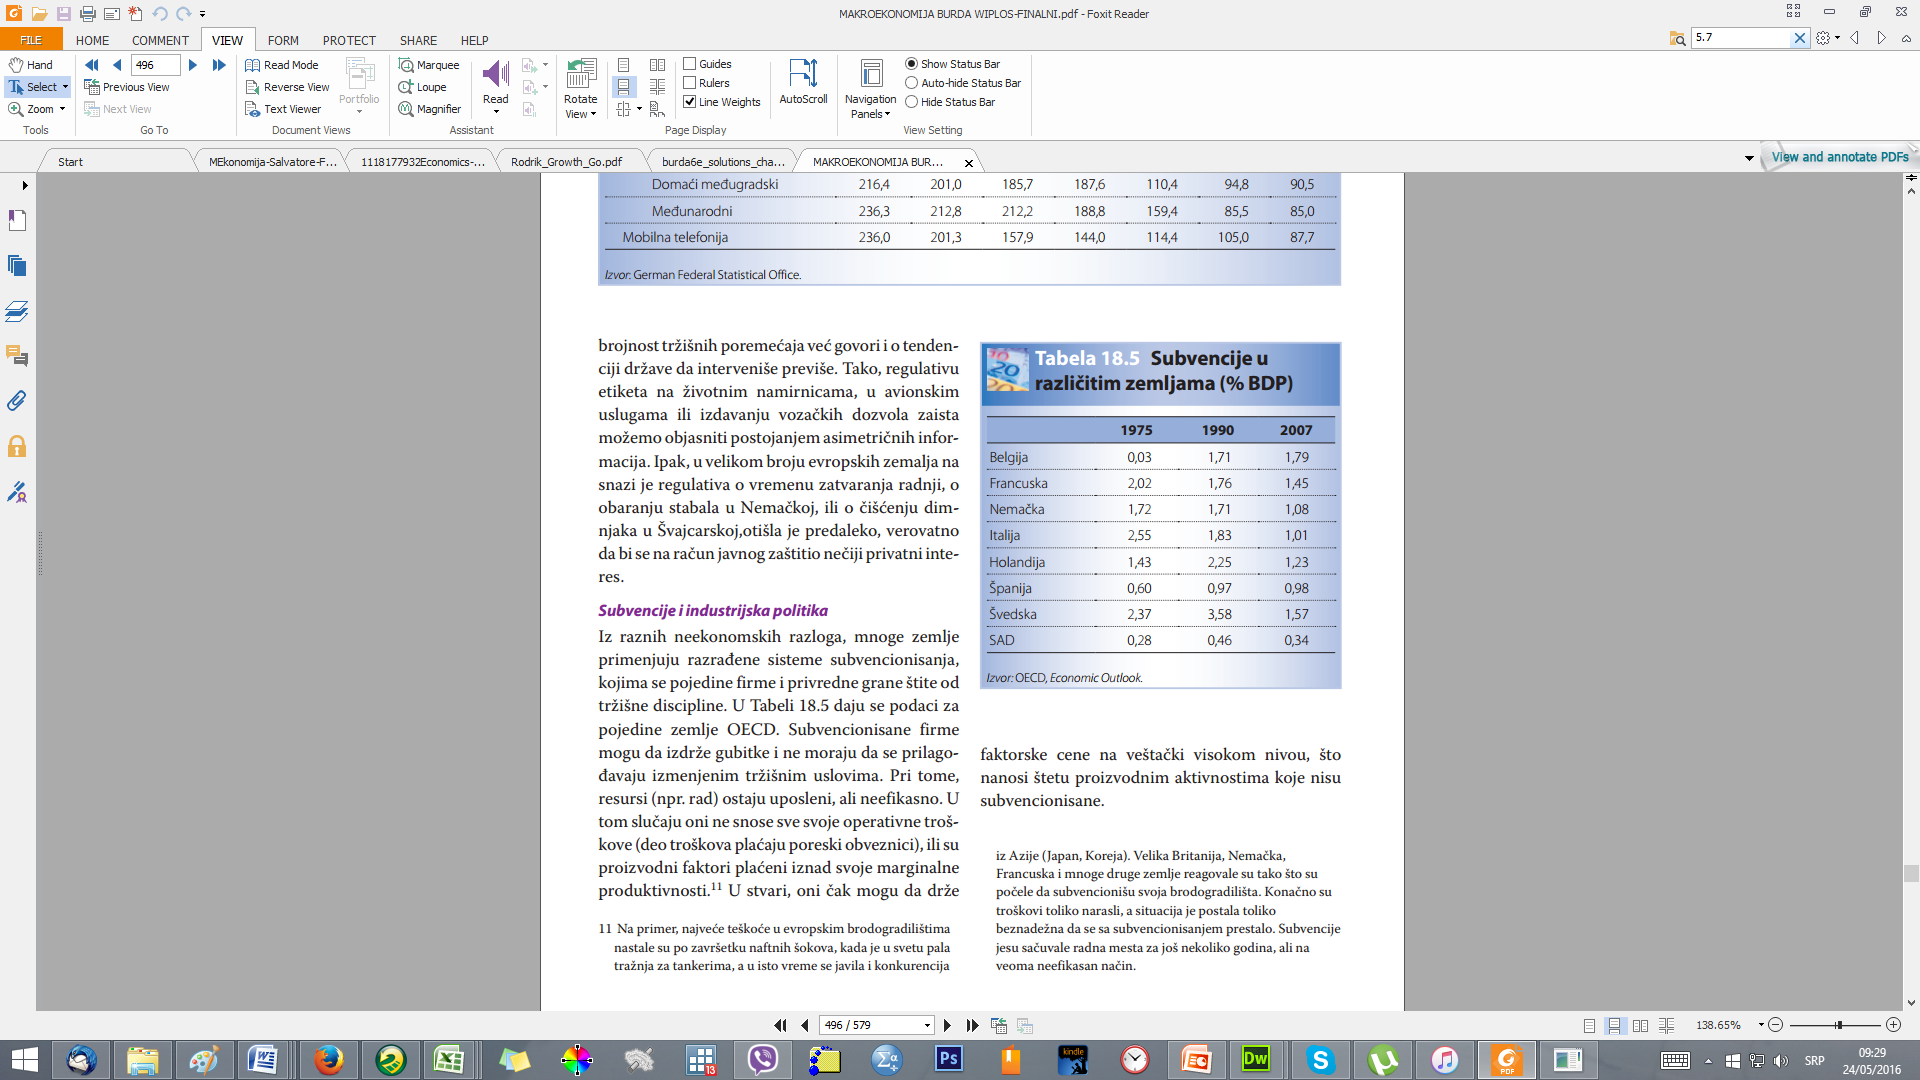 MAKROEKONOMIJA BURDA WIPLOS-FINALNI.pdf - Foxit Reader
FILE HOME COMMENT VIEW FORM PROTECT SHARE HELP
5.7
Hand
Select
Zoom
Tools
496
Previous View
Next View
Go To
Read Mode
Reverse View
Text Viewer
Portfolio
Document Views
Marquee
Loupe
Magnifier
Read
Assistant
Rotate
View
Guides
Rulers
Line Weights
Page Display
AutoScroll
Navigation
Panels
Show Status Bar
Auto-hide Status Bar
Hide Status Bar
View Setting
Start MEkonomija-Salvatore-F... 1118177932Economics-... Rodrik_Growth_Go.pdf burda6e_solutions_cha... MAKROEKONOMIJA BUR...
View and annotate PDFs
Domaći međugradski 216,4 201,0 185,7 187,6 110,4 94,8 90,5
Međunarodni 236,3 212,8 212,2 188,8 159,4 85,5 85,0
Mobilna telefonija 236,0 201,3 157,9 144,0 114,4 105,0 87,7
Izvor: German Federal Statistical Office.
brojnost tržišnih poremećaja već govori i o tenden-
ciji države da interveniše previše. Tako, regulativu
etiketa na životnim namirnicama, u avionskim
uslugama ili izdavanju vozačkih dozvola zaista
možemo objasniti postojanjem asimetričnih infor-
macija. Ipak, u velikom broju evropskih zemalja na
snazi je regulativa o vremenu zatvaranja radnji, o
obaranju stabala u Nemačkoj, ili o čišćenju dim-
njaka u Švajcarskoj,otišla je predaleko, verovatno
da bi se na račun javnog zaštitio nečiji privatni inte-
res.
Subvencije i industrijska politika
Iz raznih neekonomskih razloga, mnoge zemlje
primenjuju razrađene sisteme subvencionisanja,
kojima se pojedine firme i privredne grane štite od
tržišne discipline. U Tabeli 18.5 daju se podaci za
pojedine zemlje OECD. Subvencionisane firme
mogu da izdrže gubitke i ne moraju da se prilago-
đavaju izmenjenim tržišnim uslovima. Pri tome,
resursi (npr. rad) ostaju uposleni, ali neefikasno. U
tom slučaju oni ne snose sve svoje operativne troš-
kove (deo troškova plaćaju poreski obveznici), ili su
proizvodni faktori plaćeni iznad svoje marginalne
produktivnosti.11 U stvari, oni čak mogu da drže
11 Na primer, najveće teškoće u evropskim brodogradilištima
nastale su po završetku naftnih šokova, kada je u svetu pala
tražnja za tankerima, a u isto vreme se javila i konkurencija
Tabela 18.5 Subvencije u
različitim zemljama (% BDP)
1975 1990 2007
Belgija 0,03 1,71 1,79
Francuska 2,02 1,76 1,45
Nemačka 1,72 1,71 1,08
Italija 2,55 1,83 1,01
Holandija 1,43 2,25 1,23
Španija 0,60 0,97 0,98
Švedska 2,37 3,58 1,57
SAD 0,28 0,46 0,34
Izvor: OECD, Economic Outlook.
faktorske cene na veštački visokom nivou, što
nanosi štetu proizvodnim aktivnostima koje nisu
subvencionisane.
iz Azije (Japan, Koreja). Velika Britanija, Nemačka,
Francuska i mnoge druge zemlje reagovale su tako što su
počele da subvencionišu svoja brodogradilišta. Konačno su
troškovi toliko narasli, a situacija je postala toliko
beznadežna da se sa subvencionisanjem prestalo. Subvencije
jesu sačuvale radna mesta za još nekoliko godina, ali na
veoma neefikasan način.
496 / 579
138.65%
SRP
09:29
24/05/2016